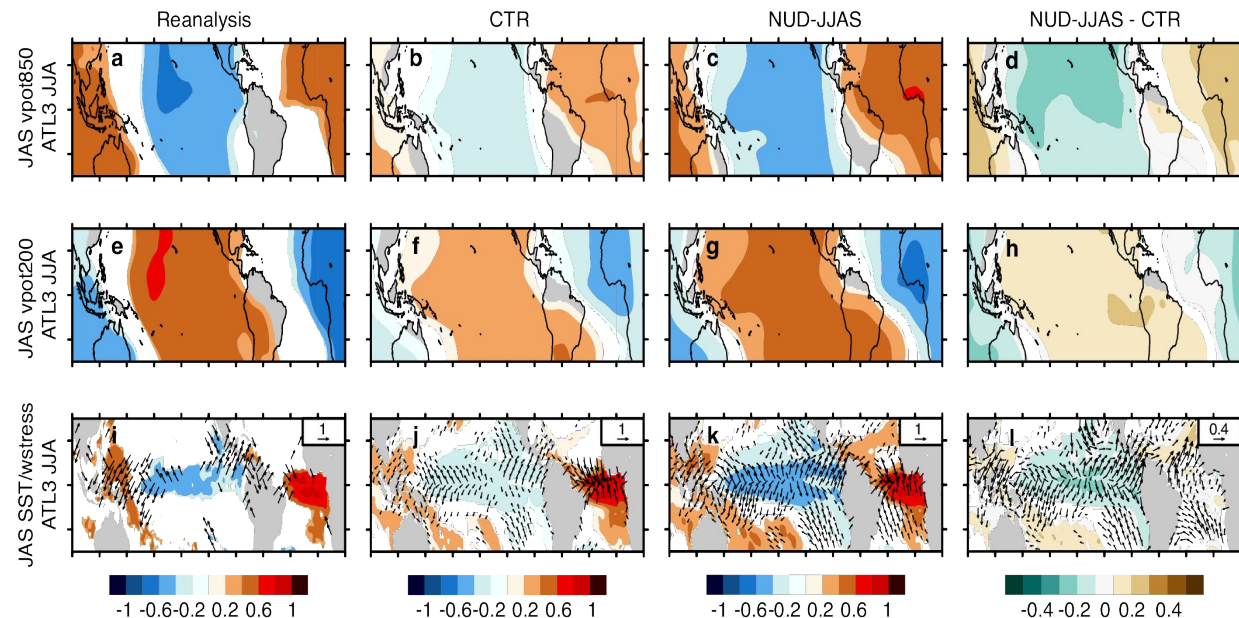 Reanalysis CTR NUD-JJAS NUD-JJAS - CTR
JAS vpot850
ATL3 JJA
a b c d
JAS vpot200
ATL3 JJA
e f g h
JAS SST/wstress
ATL3 JJA
i j k l
1 1 1 0.4
-1 -0.6 -0.2 0.2 0.6 1 -1 -0.6 -0.2 0.2 0.6 1 -1 -0.6 -0.2 0.2 0.6 1 -0.4 -0.2 0 0.2 0.4